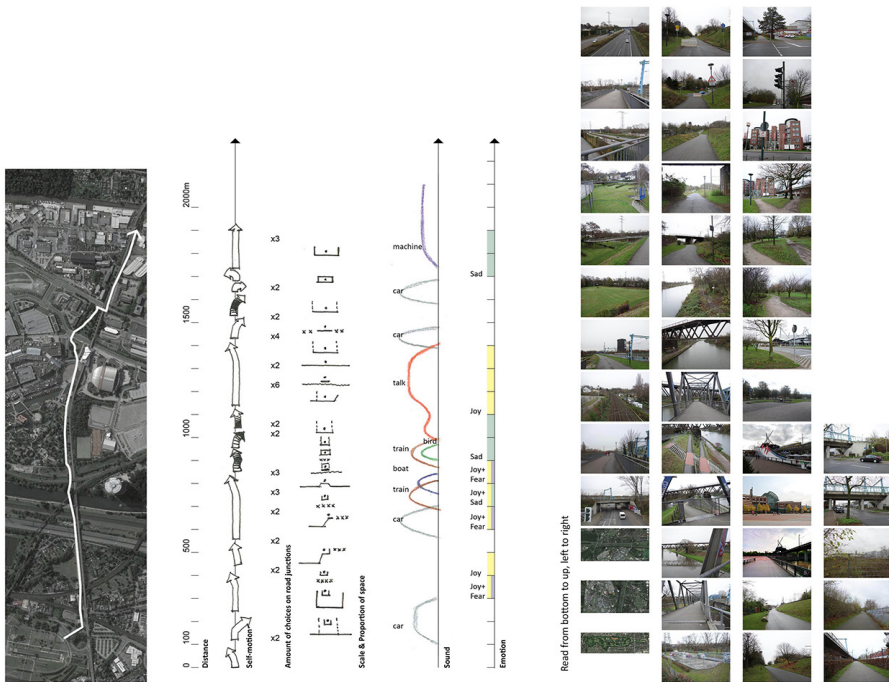 2000m
1500
1000
500
100
0
Distance
Self-motion
x3
x2
x2
x4
x2
x6
x2
x2
x3
x3
x2
x2
x2
x2
Amount of choices on road junctions
Scale & Proportion of space
machine
car
car
talk
bird
train
boat
train
car
car
Sound
Sad
Joy
Sad
Joy+
Fear
Joy+
Sad
Joy+
Fear
Joy
Joy+
Fear
Emotion
Read from bottom to up, left to right